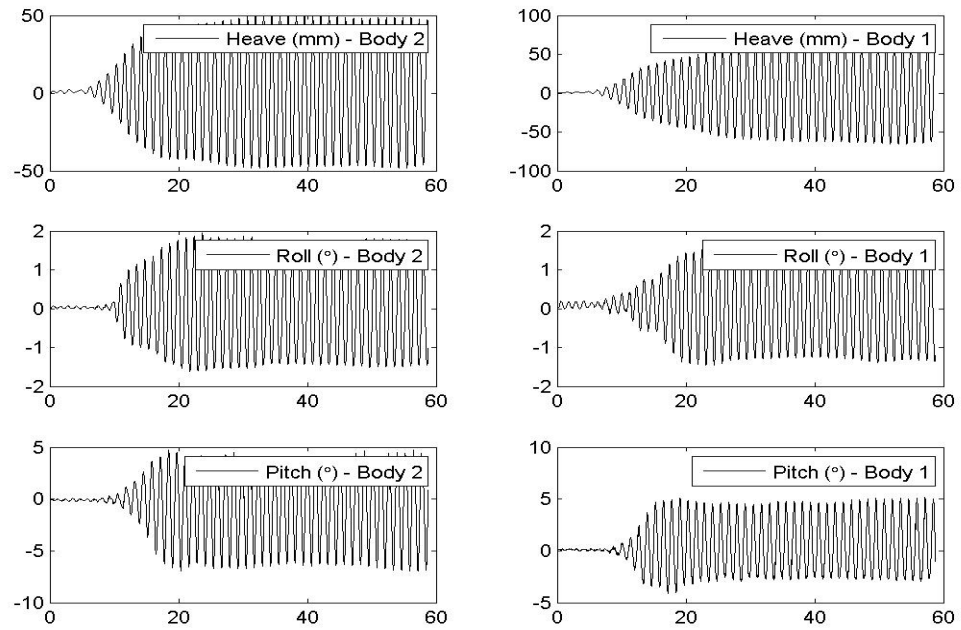 50
Heave (mm) - Body 2
0
-50
0 20 40 60
100
Heave (mm) - Body 1
50
0
-50
-100
0 20 40 60
2
Roll (°) - Body 2
1
0
-1
-2
0 20 40 60
2
Roll (°) - Body 1
1
0
-1
-2
0 20 40 60
5
Pitch (°) - Body 2
0
-5
-10
0 20 40 60
10
Pitch (°) - Body 1
5
0
-5
0 20 40 60